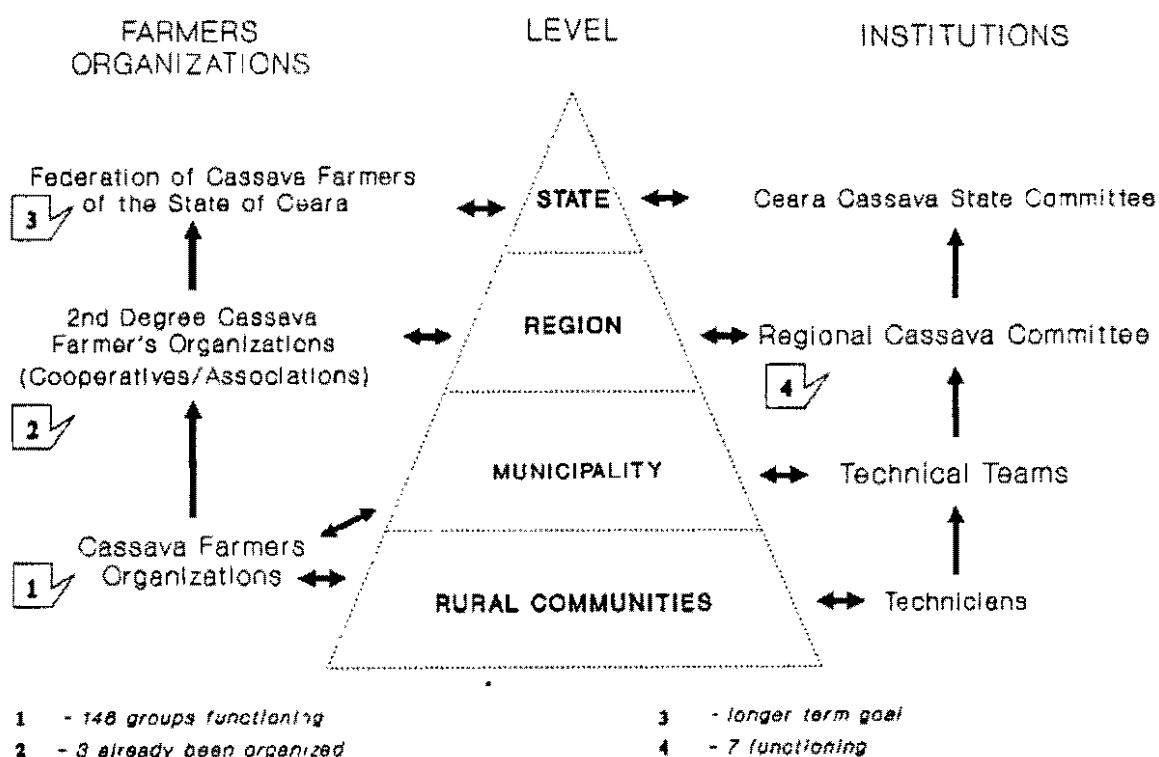 FARMERS
ORGANIZATIONS
LEVEL
INSTITUTIONS
Federation of Cassava Farmers
of the State of Ceara
3
STATE
Ceara Cassava State Committee
2nd Degree Cassava
Farmer's Organizations
(Cooperatives/Associations)
2
REGION
Regional Cassava Committee
4
MUNICIPALITY
Technical Teams
Cassava Farmers
Organizations
1
RURAL COMMUNITIES
Technicians
1 - 148 groups functioning
2 - 3 already been organized
3 - longer term goal
4 - 7 functioning